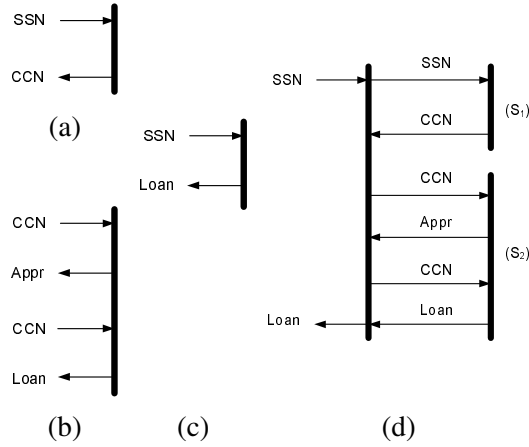 SSN
CCN
(a)
CCN
Appr
CCN
Loan
(b)
SSN
Loan
(c)
SSN
SSN
CCN
(S1)
CCN
Appr
CCN
(S2)
Loan
Loan
(d)